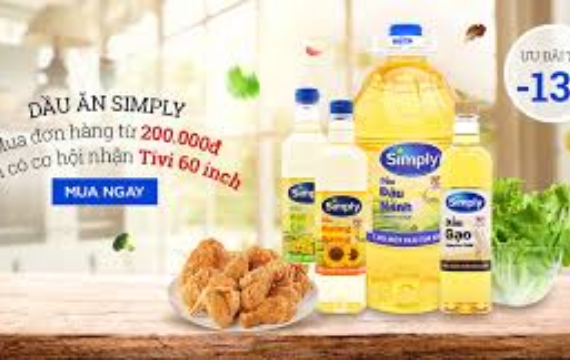 DẦU ĂN SIMPLY
Mua đơn hàng từ 200.000đ
có cơ hội nhận Tivi 60 inch
MUA NGAY
Simply
Simply
Dầu
Đậu
Nành
Simply
Dầu
Hướng
Dương
Simply
Dầu
Gạo
ƯU ĐÃI
-13